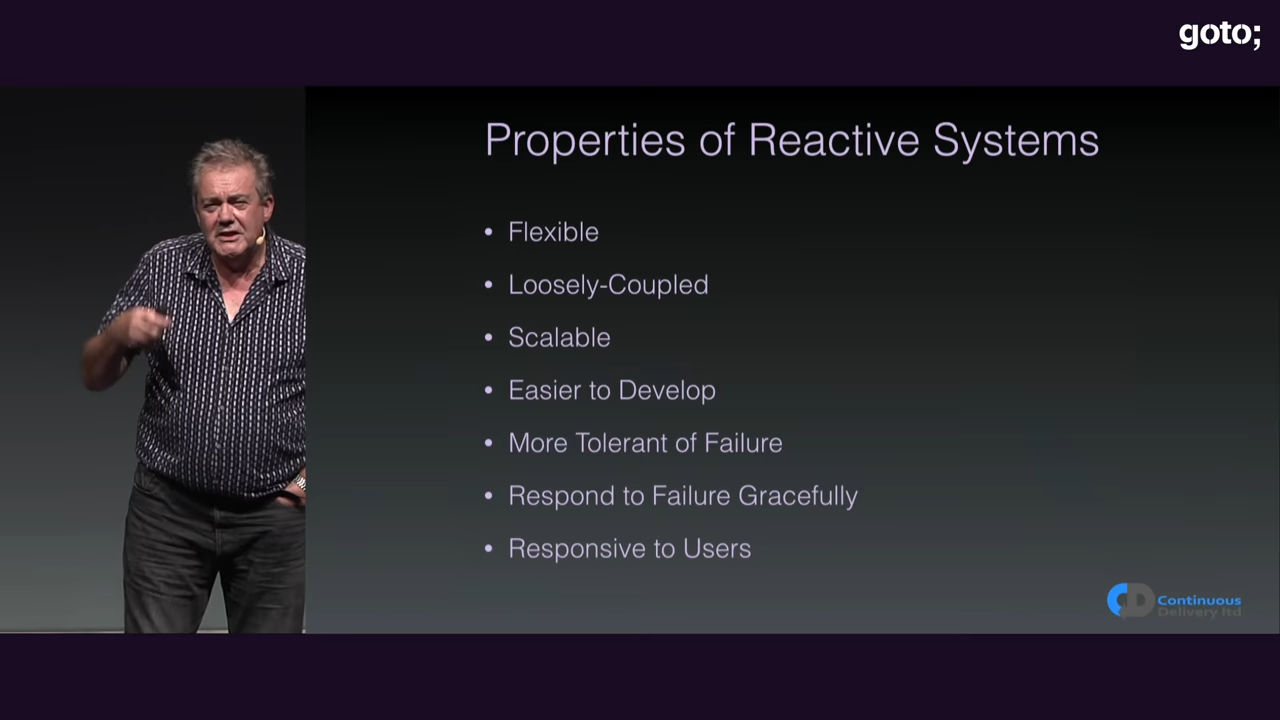 goto;
Properties of Reactive Systems
• Flexible
• Loosely-Coupled
• Scalable
• Easier to Develop
• More Tolerant of Failure
• Respond to Failure Gracefully
• Responsive to Users
CD Continuous
Delivery ltd